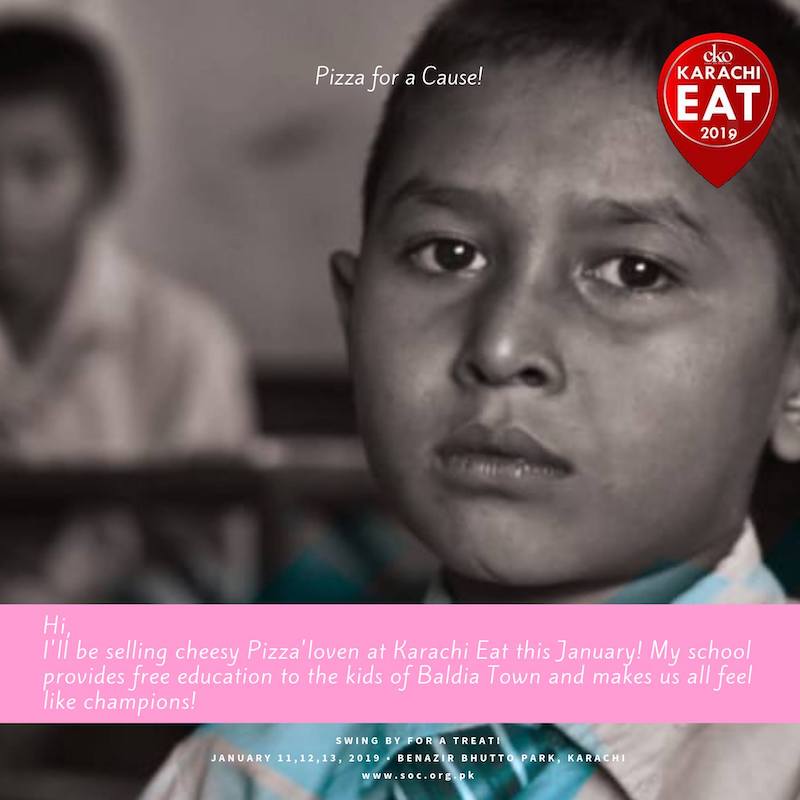 Pizza for a Cause!
cko
KARACHI
EAT
2019
Hi,
I'll be selling cheesy Pizza'loven at Karachi Eat this January! My school
provides free education to the kids of Baldia Town and makes us all feel
like champions!
SWING BY FOR A TREAT!
JANUARY 11,12,13, 2019 • BENAZIR BHUTTO PARK, KARACHI
www.soc.org.pk